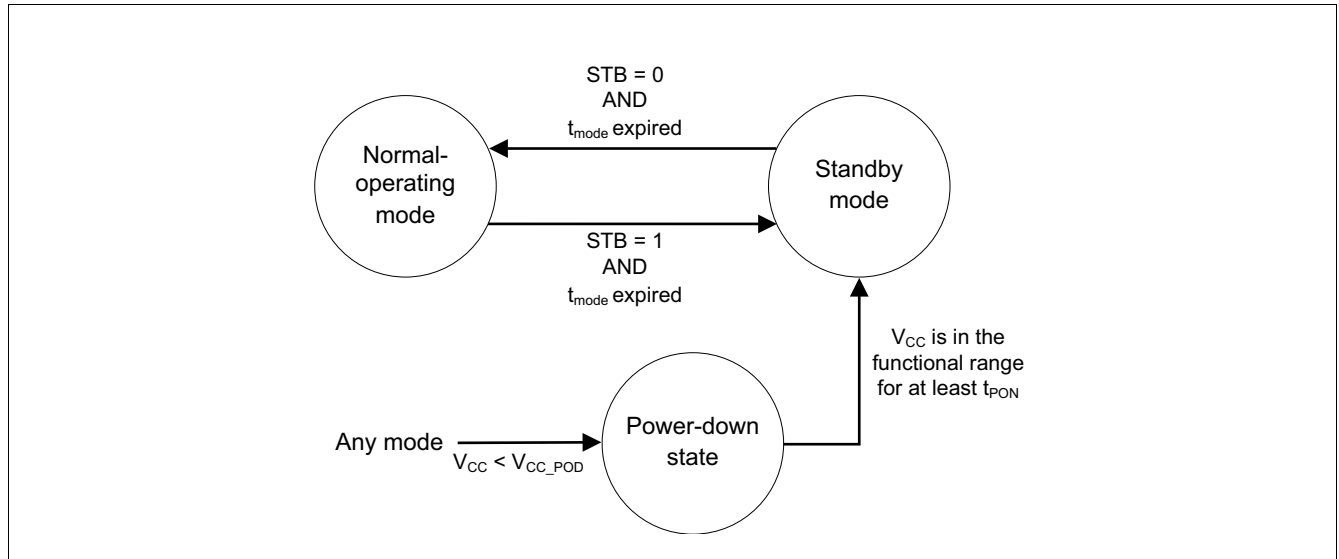 STB = 0
AND
tmode expired
Normal-
operating
mode
Standby
mode
STB = 1
AND
tmode expired
VCC is in the
functional range
for at least tPON
Power-down
state
Any mode
VCC < VCC_POD